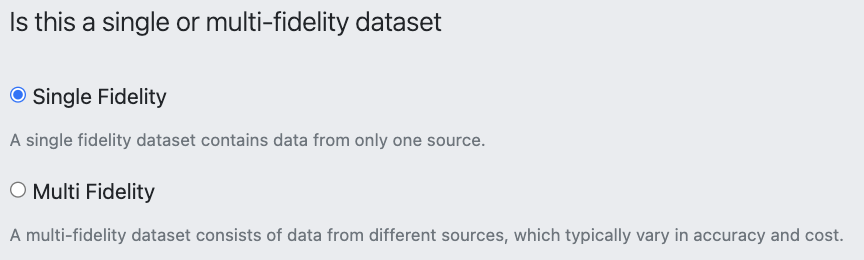 Is this a single or multi-fidelity dataset
Single Fidelity
A single fidelity dataset contains data from only one source.
Multi Fidelity
A multi-fidelity dataset consists of data from different sources, which typically vary in accuracy and cost.